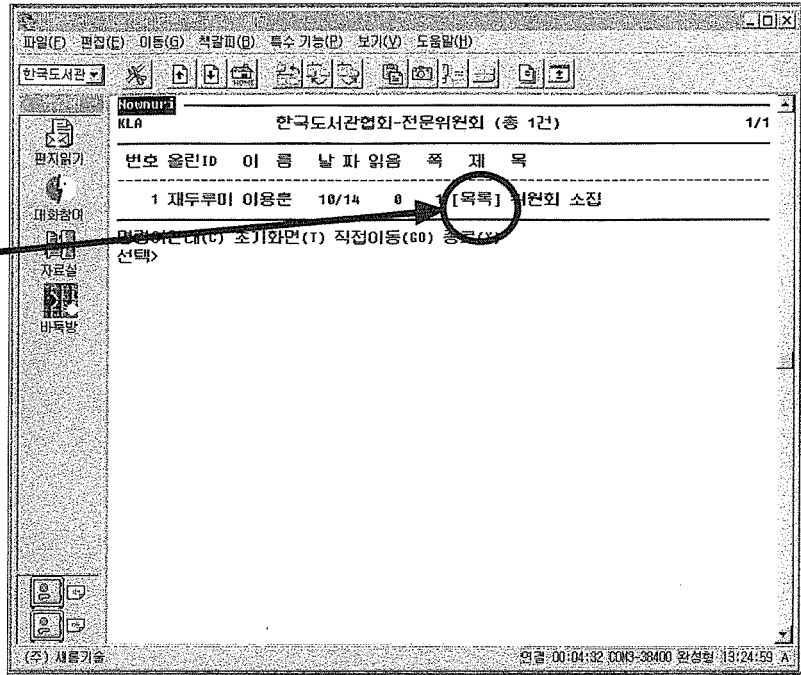 파일(F) 편집(E) 이동(G) 책갈피(B) 특수 기능(P) 보기(V) 도움말(H)
한국도서관
HOME
Nownuri
KLA 한국도서관협회-전문위원회 (총 1건) 1/1
번호 올린ID 이 름 날 파 읽음 쪽 제 목
1 재두루미 이용훈 10/14 0 1 [목록] 위원회 소집
초기화면(T) 직접이동(GO) 종료(X)
선택>
편지읽기
대화참여
자료실
바둑방
(주) 새롬기술 연결 00:04:32 COM3-38400 완성형 13:24:59 A